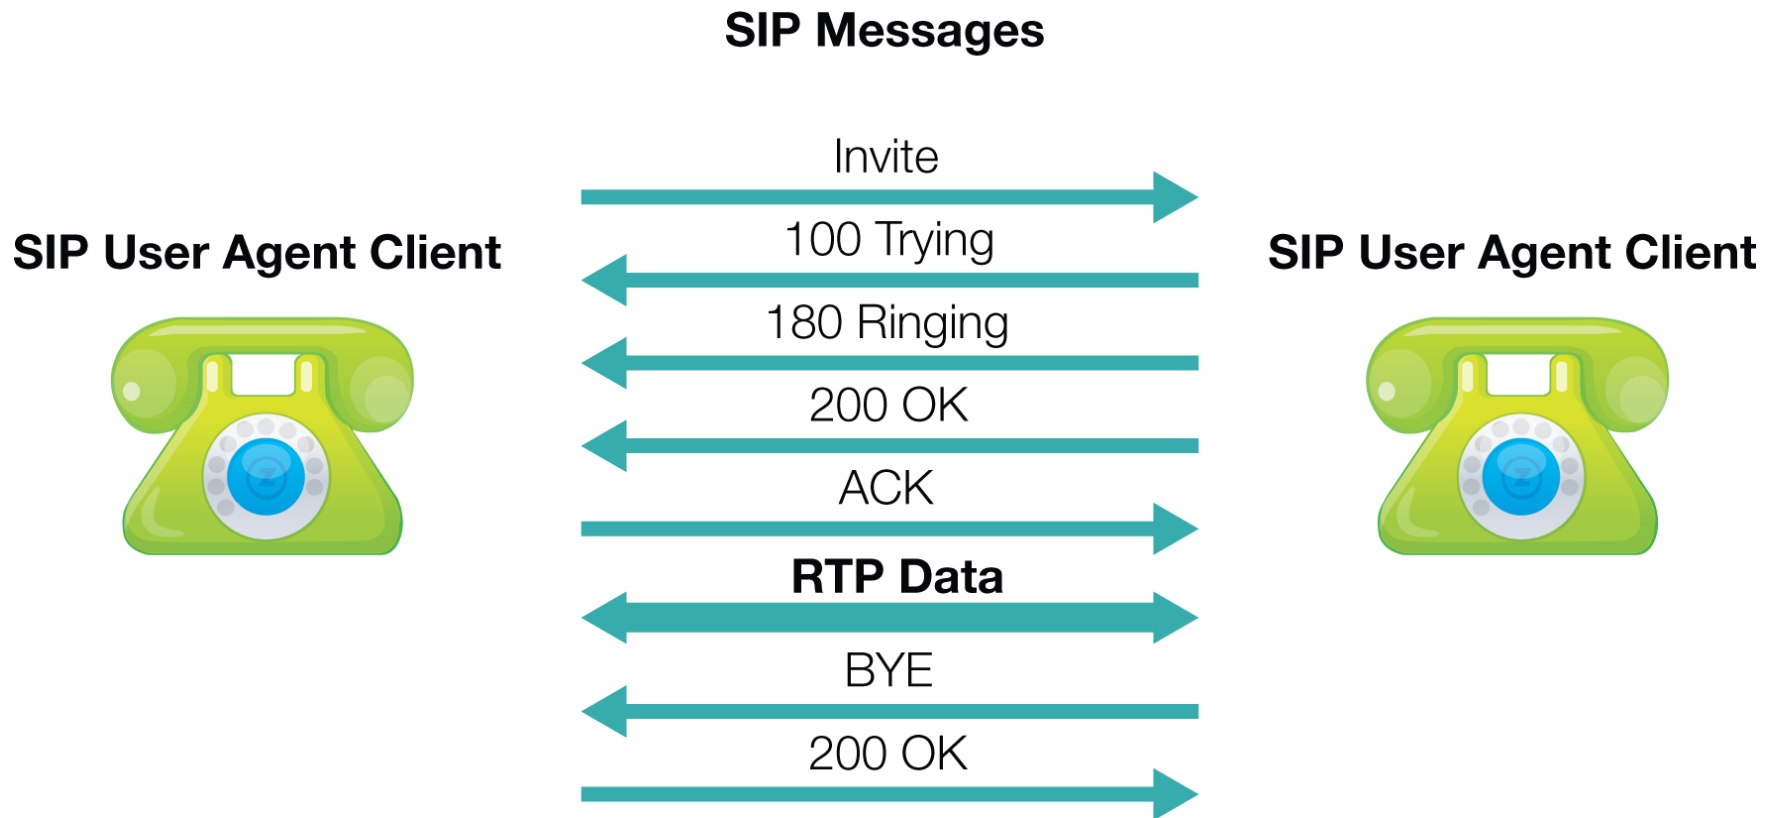 SIP Messages
Invite
100 Trying
SIP User Agent Client
SIP User Agent Client
180 Ringing
200 OK
ACK
RTP Data
BYE
200 OK